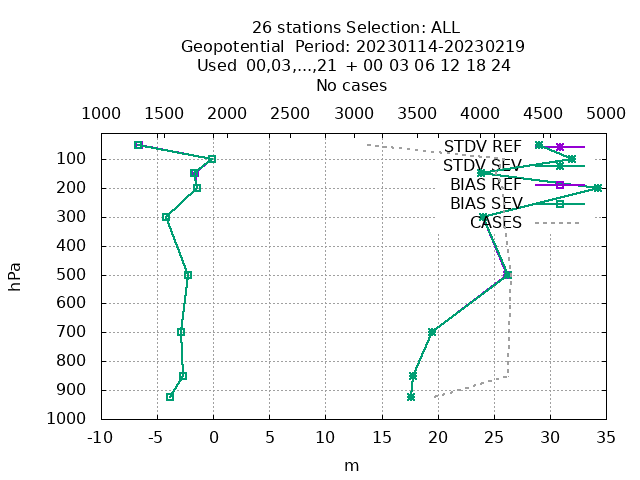 26 stations Selection: ALL
Geopotential  Period: 20230114-20230219
Used  00,03,...,21  + 00 03 06 12 18 24
No cases
1000 1500 2000 2500 3000 3500 4000 4500 5000
STDV REF
STDV SEV
BIAS REF
BIAS SEV
CASES
100
200
300
400
500
600
700
800
900
1000
hPa
-10 -5 0 5 10 15 20 25 30 35
m